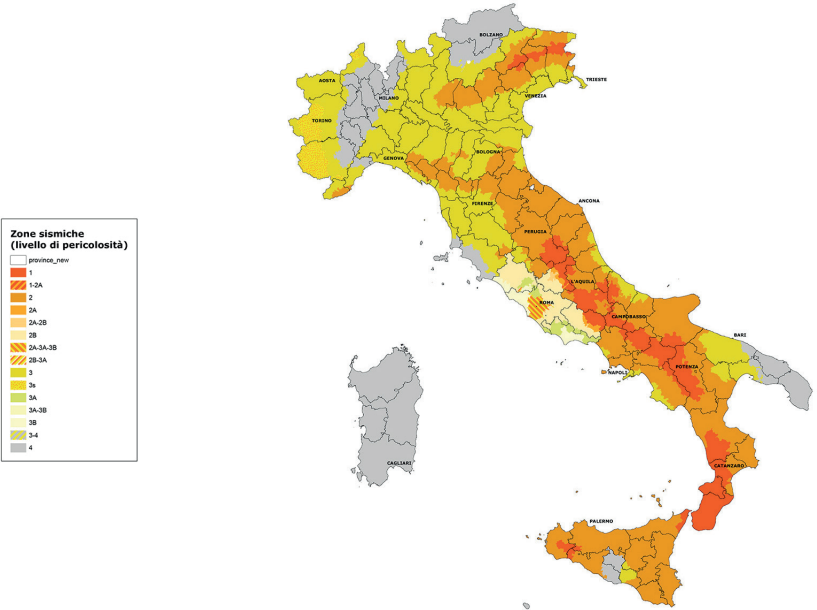 BOLZANO
AOSTA
TRIESTE
MILANO
VENEZIA
TORINO
BOLOGNA
GENOVA
FIRENZE
ANCONA
PERUGIA
Zone sismiche
(livello di pericolosità)
province_new
1
1-2A
2
2A
2A-2B
2B
2A-3A-3B
2B-3A
3
3s
3A
3A-3B
3B
3-4
4
L'AQUILA
ROMA
CAMPOBASSO
BARI
NAPOLI
POTENZA
CAGLIARI
CATANZARO
PALERMO